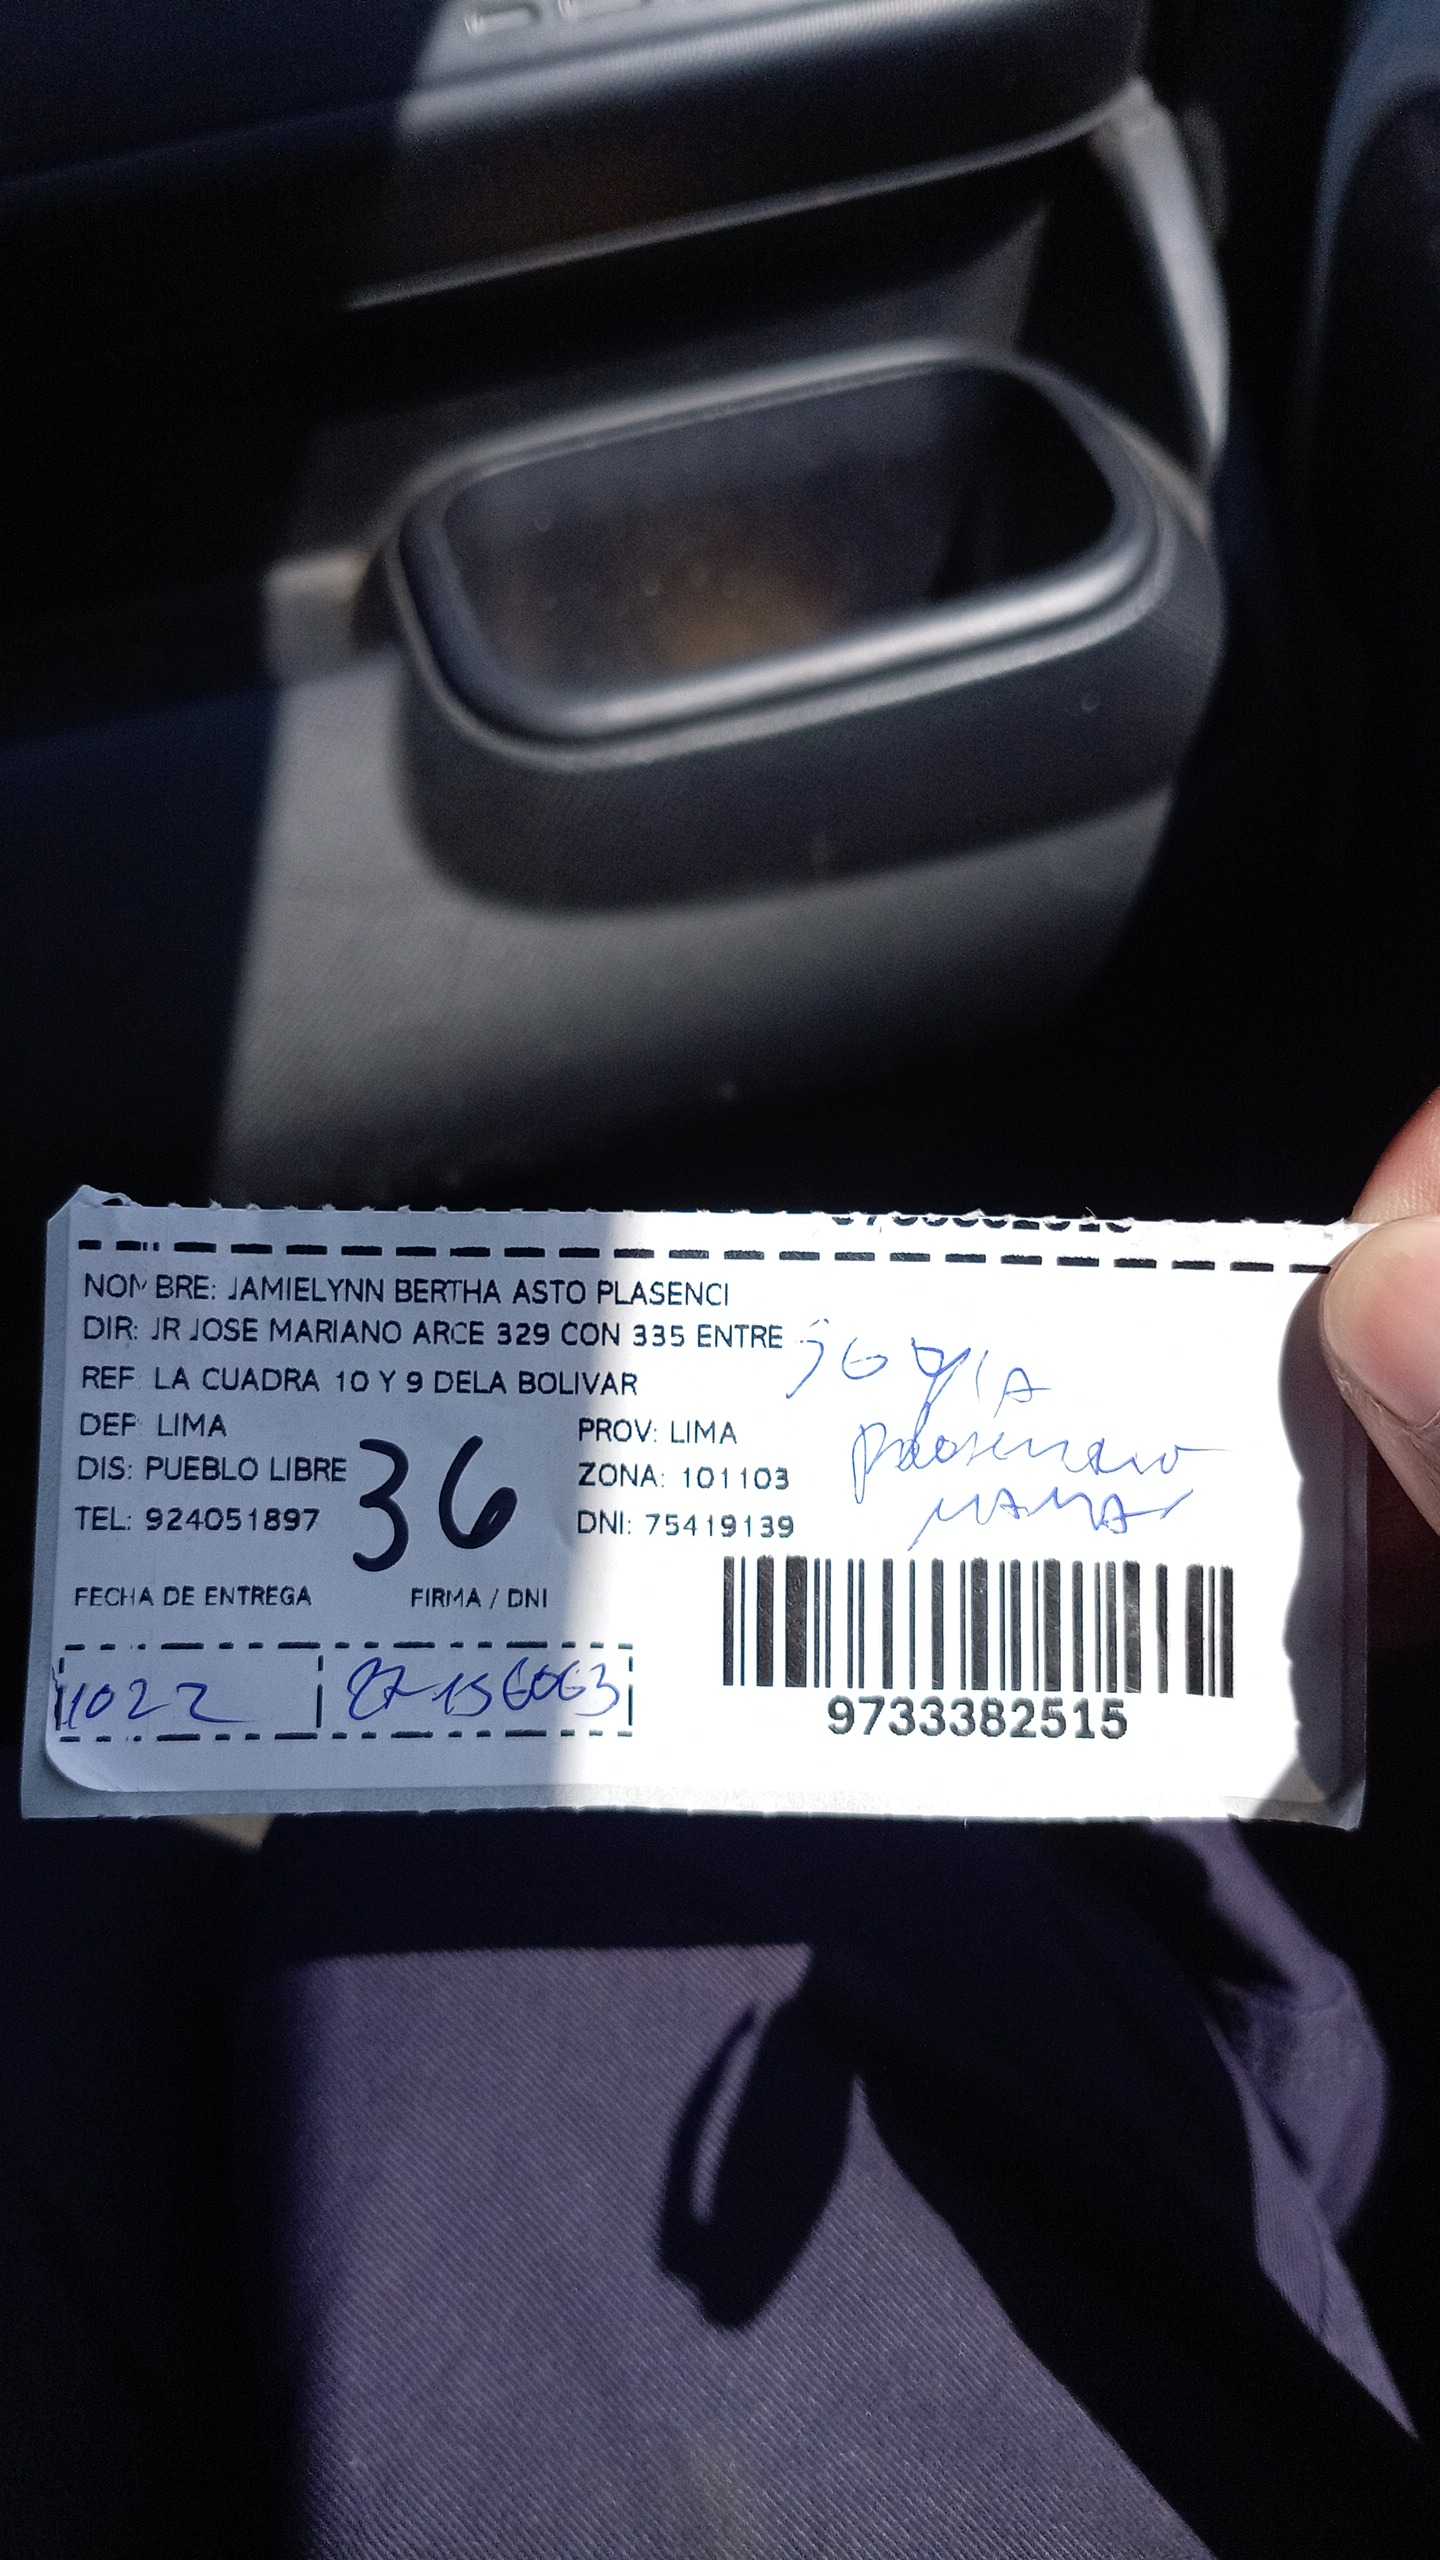 NOMBRE: JAMIELYNN BERTHA ASTO PLASENCI
DIR: JR JOSE MARIANO ARCE 329 CON 335 ENTRE
REF: LA CUADRA 10 Y 9 DELA BOLIVAR
DEP: LIMA PROV: LIMA
DIS: PUEBLO LIBRE ZONA: 101103
TEL: 924051897 DNI: 75419139
36
MAMA
FECHA DE ENTREGA FIRMA / DNI
1022
9733382515